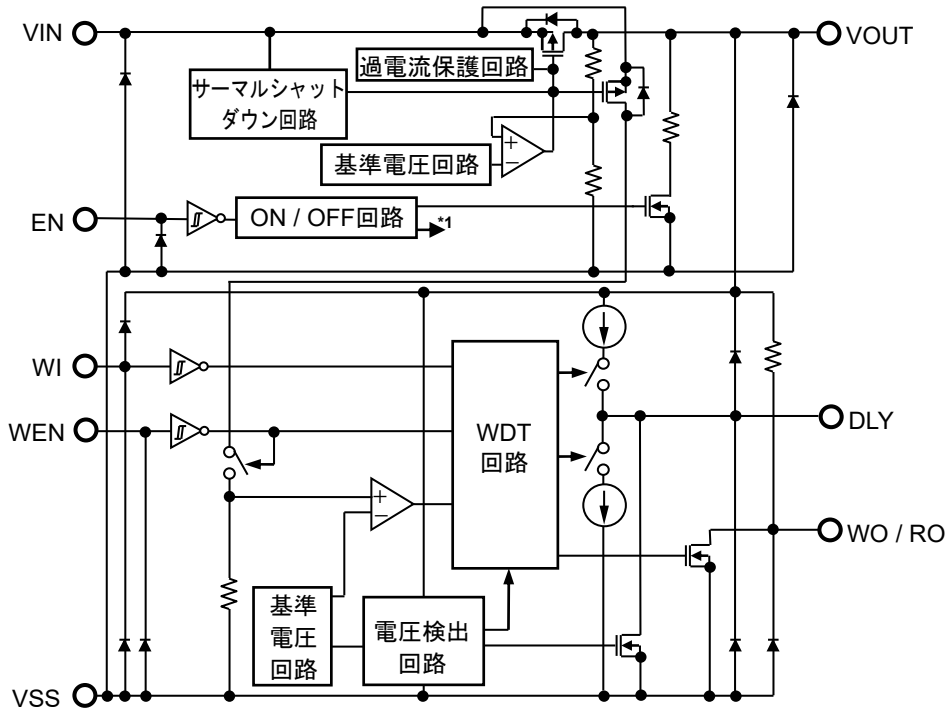 VIN
VOUT
過電流保護回路
サーマルシャット
ダウン回路
+
−
基準電圧回路
EN
ON / OFF回路
*1
WI
WEN
WDT
回路
DLY
+
−
WO / RO
基準
電圧
回路
電圧検出
回路
VSS